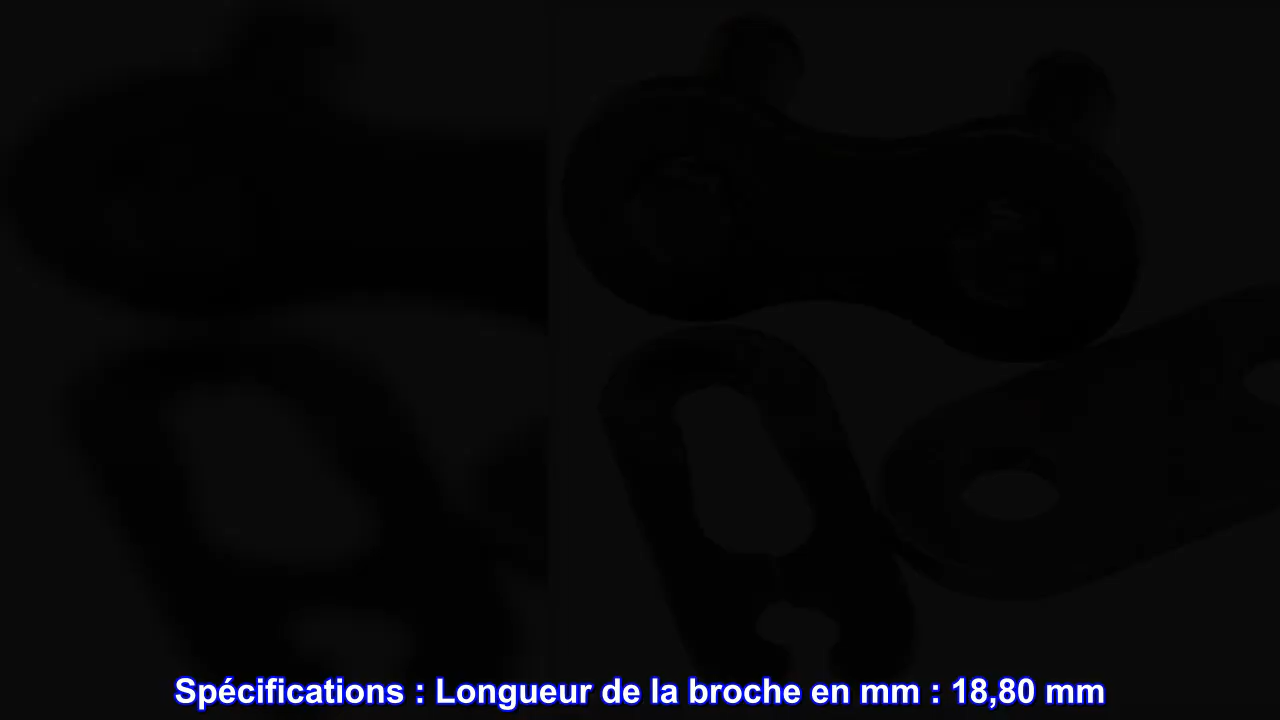 Spécifications : Longueur de la broche en mm : 18,80 mm